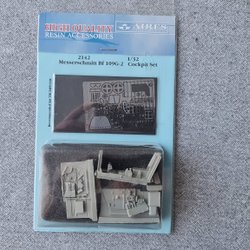 HIGH QUALITY
RESIN ACCESSORIES
AIRES
2142 1/32
Messerschmitt Bf 109G-2 Cockpit Set